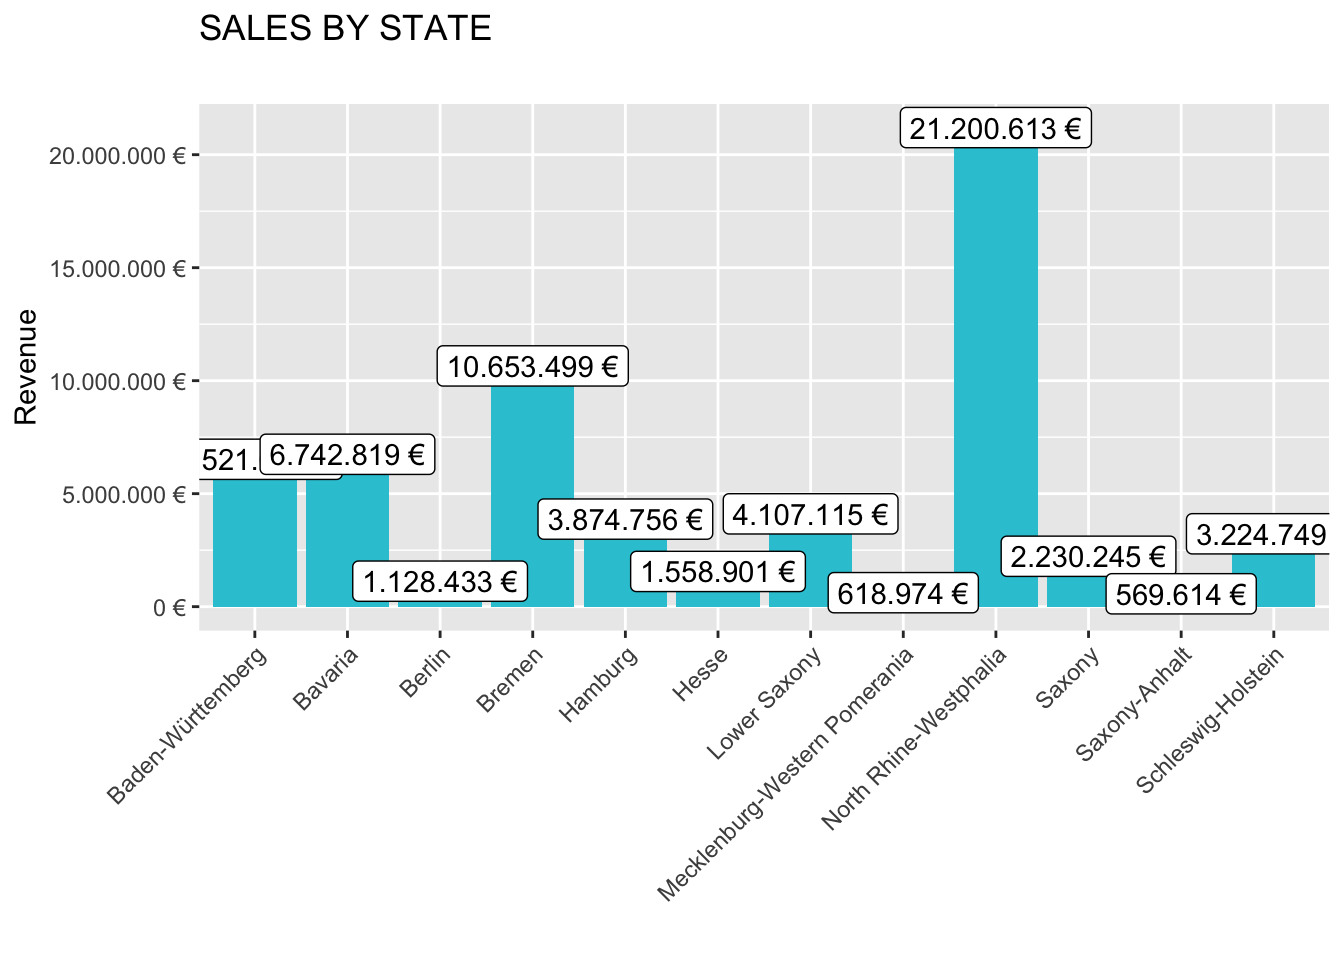 SALES BY STATE
Revenue
20.000.000 €
15.000.000 €
10.000.000 €
5.000.000 €
0 €
521.
6.742.819 €
1.128.433 €
10.653.499 €
3.874.756 €
1.558.901 €
4.107.115 €
618.974 €
21.200.613 €
2.230.245 €
569.614 €
3.224.749
Baden-Württemberg
Bavaria
Berlin
Bremen
Hamburg
Hesse
Lower Saxony
Mecklenburg-Western Pomerania
North Rhine-Westphalia
Saxony
Saxony-Anhalt
Schleswig-Holstein